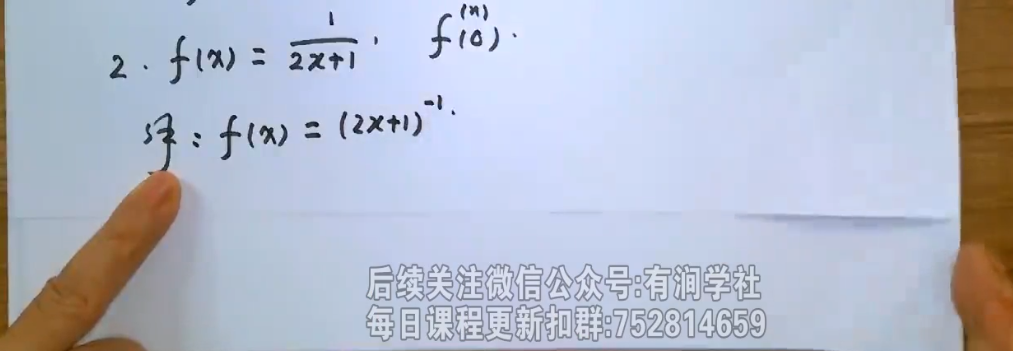 2. f(x) = 1/(2x+1), f⁽ⁿ⁾(0).
解: f(x) = (2x+1)⁻¹.
后续关注微信公众号:有涧学社
每日课程更新扣群:752814659